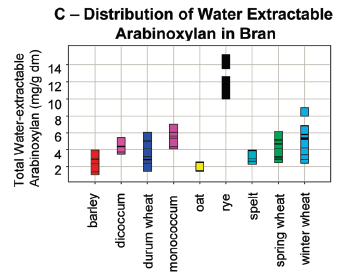 C – Distribution of Water Extractable
Arabinoxylan in Bran
Total Water-extractable
Arabinoxylan (mg/g dm)
14
12
10
8
6
4
2
barley
dicoccum
durum wheat
monococcum
oat
rye
spelt
spring wheat
winter wheat